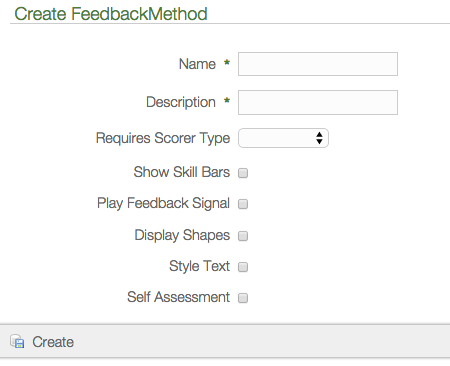 Create FeedbackMethod
Name *
Description *
Requires Scorer Type
Show Skill Bars
Play Feedback Signal
Display Shapes
Style Text
Self Assessment
Create